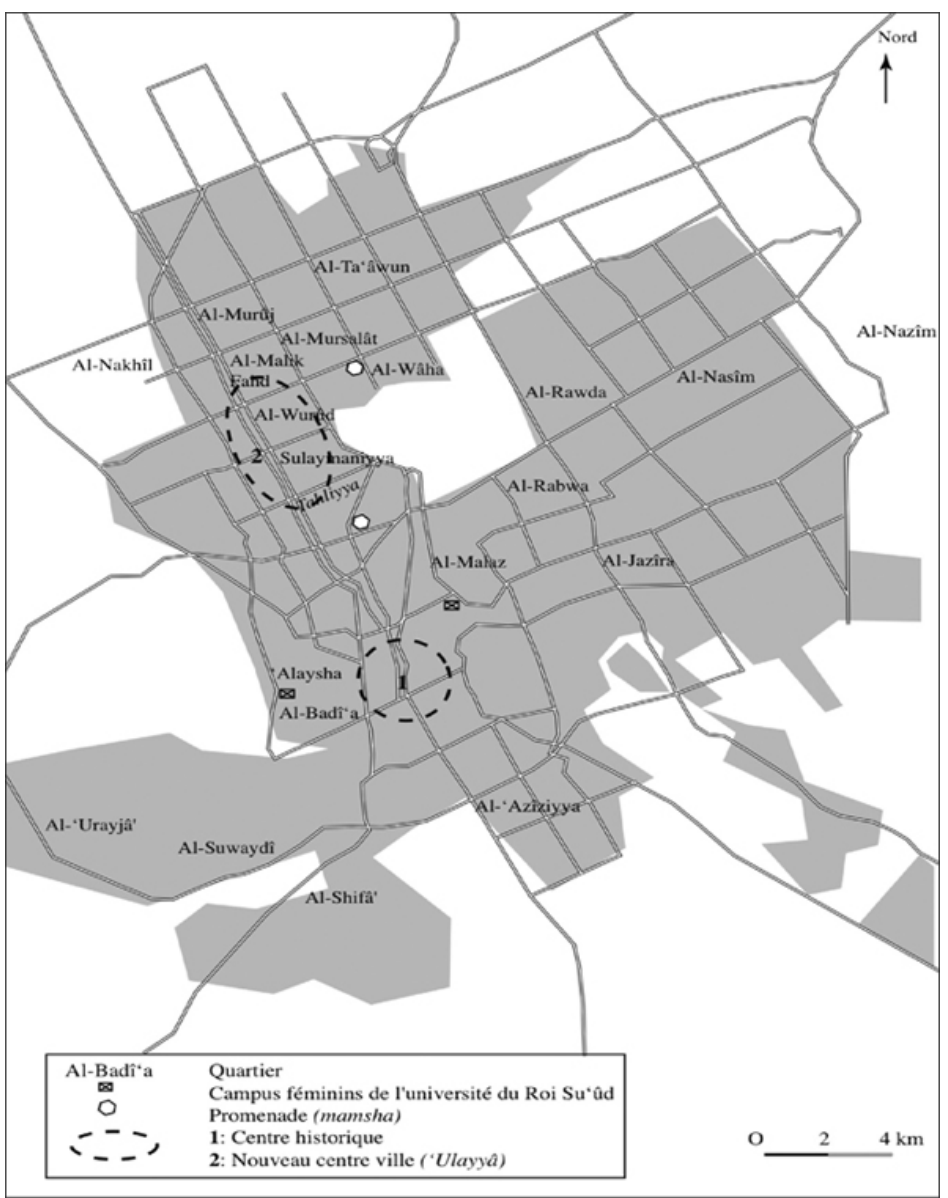 Nord
Al-Ta‘âwun
Al-Murûj
Al-Nazîm
Al-Mursalât
Al-Nakhîl
Al-Malik
Fahd
Al-Wâha
Al-Nasîm
Al-Rawda
Al-Wurûd
2
Sulaymaniyya
Tahliyya
Al-Rabwa
Al-Malaz
Al-Jazîra
‘Alaysha
1
Al-Badî‘a
Al-‘Azîziyya
Al-‘Urayjâ'
Al-Suwaydî
Al-Shifâ'
Al-Badî‘a Quartier
Campus féminins de l'université du Roi Su‘ûd
Promenade (mamsha)
1: Centre historique
2: Nouveau centre ville (‘Ulayyâ)
O 2 4 km